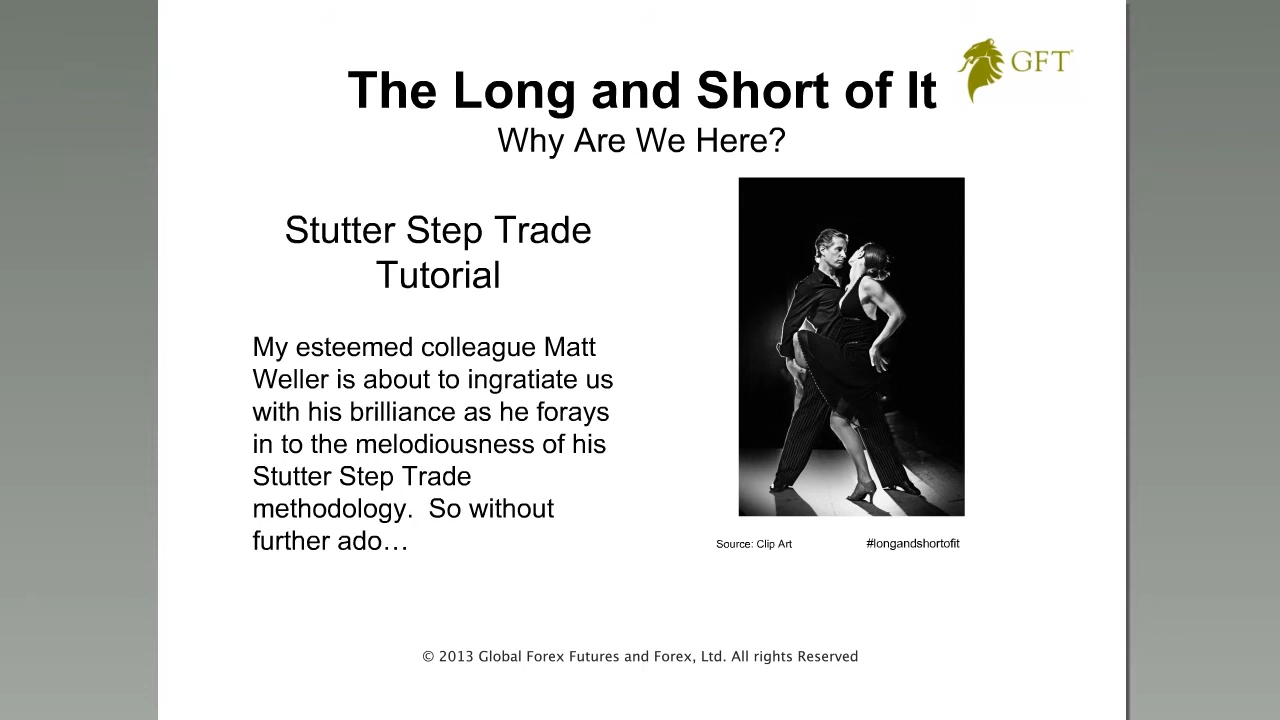 GFT
The Long and Short of It
Why Are We Here?
Stutter Step Trade
Tutorial
My esteemed colleague Matt
Weller is about to ingratiate us
with his brilliance as he forays
in to the melodiousness of his
Stutter Step Trade
methodology.  So without
further ado…
Source: Clip Art
#longandshortofit
© 2013 Global Forex Futures and Forex, Ltd. All rights Reserved